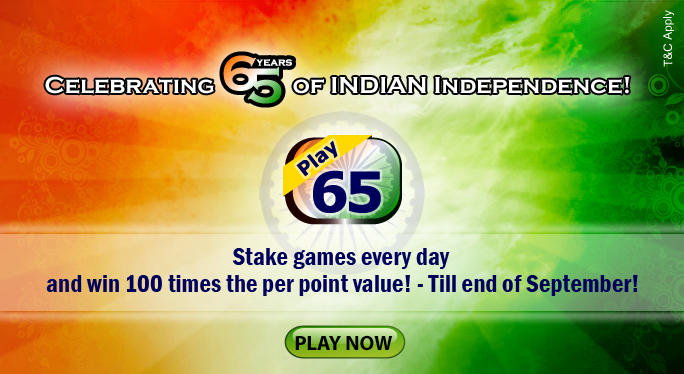 T&C Apply
CELEBRATING 65 YEARS OF INDIAN INDEPENDENCE!
Play
65
Stake games every day
and win 100 times the per point value! - Till end of September!
PLAY NOW